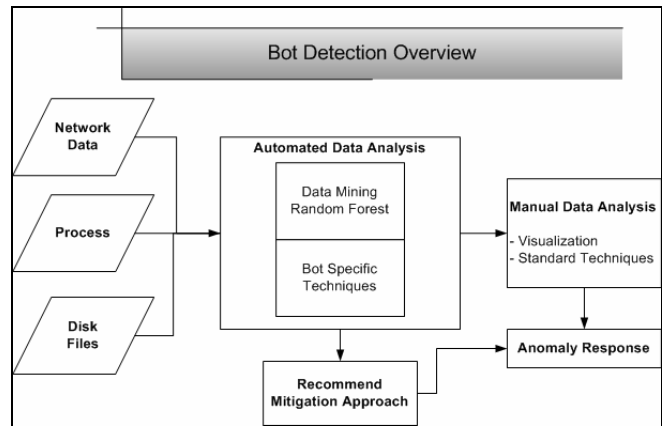 Bot Detection Overview
Network
Data
Process
Disk
Files
Automated Data Analysis
Data Mining
Random Forest
Bot Specific
Techniques
Recommend
Mitigation Approach
Manual Data Analysis
- Visualization
- Standard Techniques
Anomaly Response